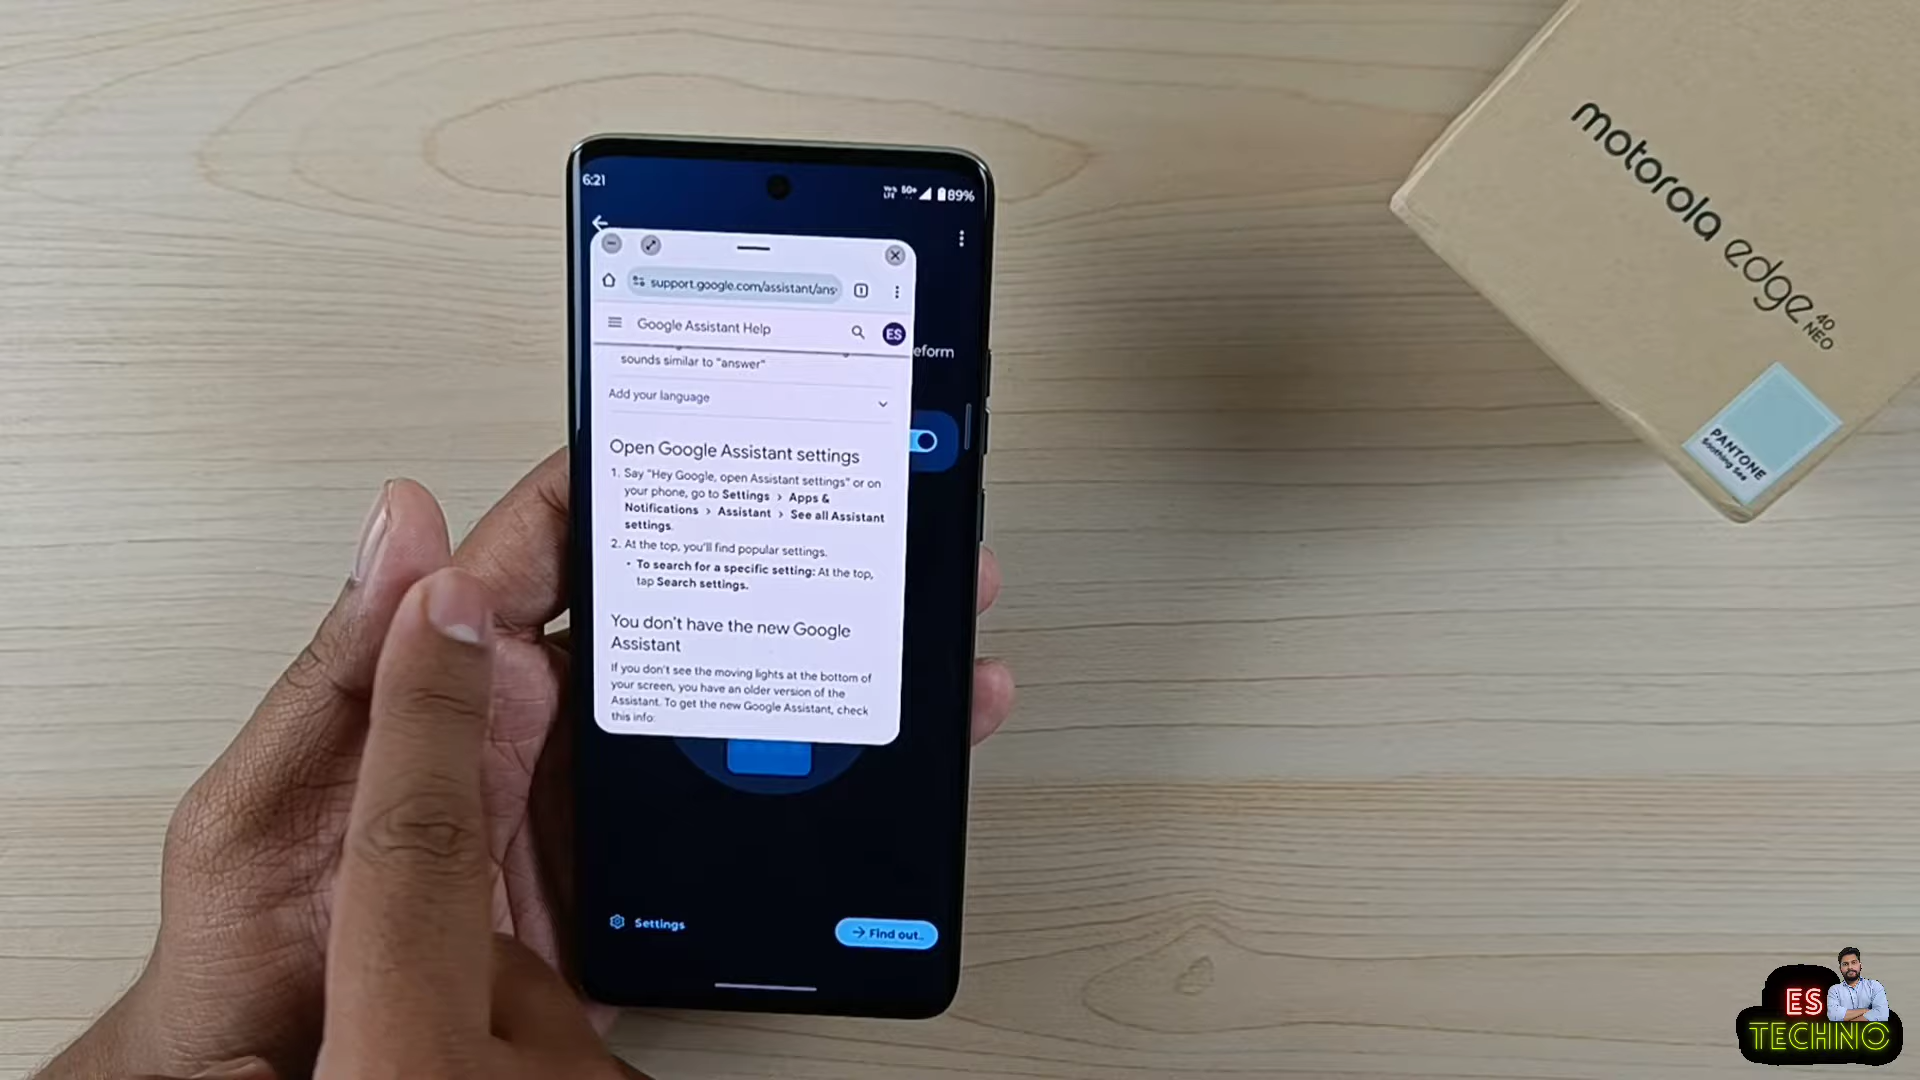 6:21
5G+
89%
support.google.com/assistant/ans
1
Google Assistant Help
ES
eform
sounds similar to "answer"
Add your language
Open Google Assistant settings
1. Say "Hey Google, open Assistant settings" or on
your phone, go to Settings > Apps &
Notifications > Assistant > See all Assistant
settings.
2. At the top, you'll find popular settings.
• To search for a specific setting: At the top,
tap Search settings.
You don't have the new Google
Assistant
If you don't see the moving lights at the bottom of
your screen, you have an older version of the
Assistant. To get the new Google Assistant, check
this info:
Settings
Find out..
motorola edge 40
NEO
PANTONE
Soothing Sea
ES
TECHNO